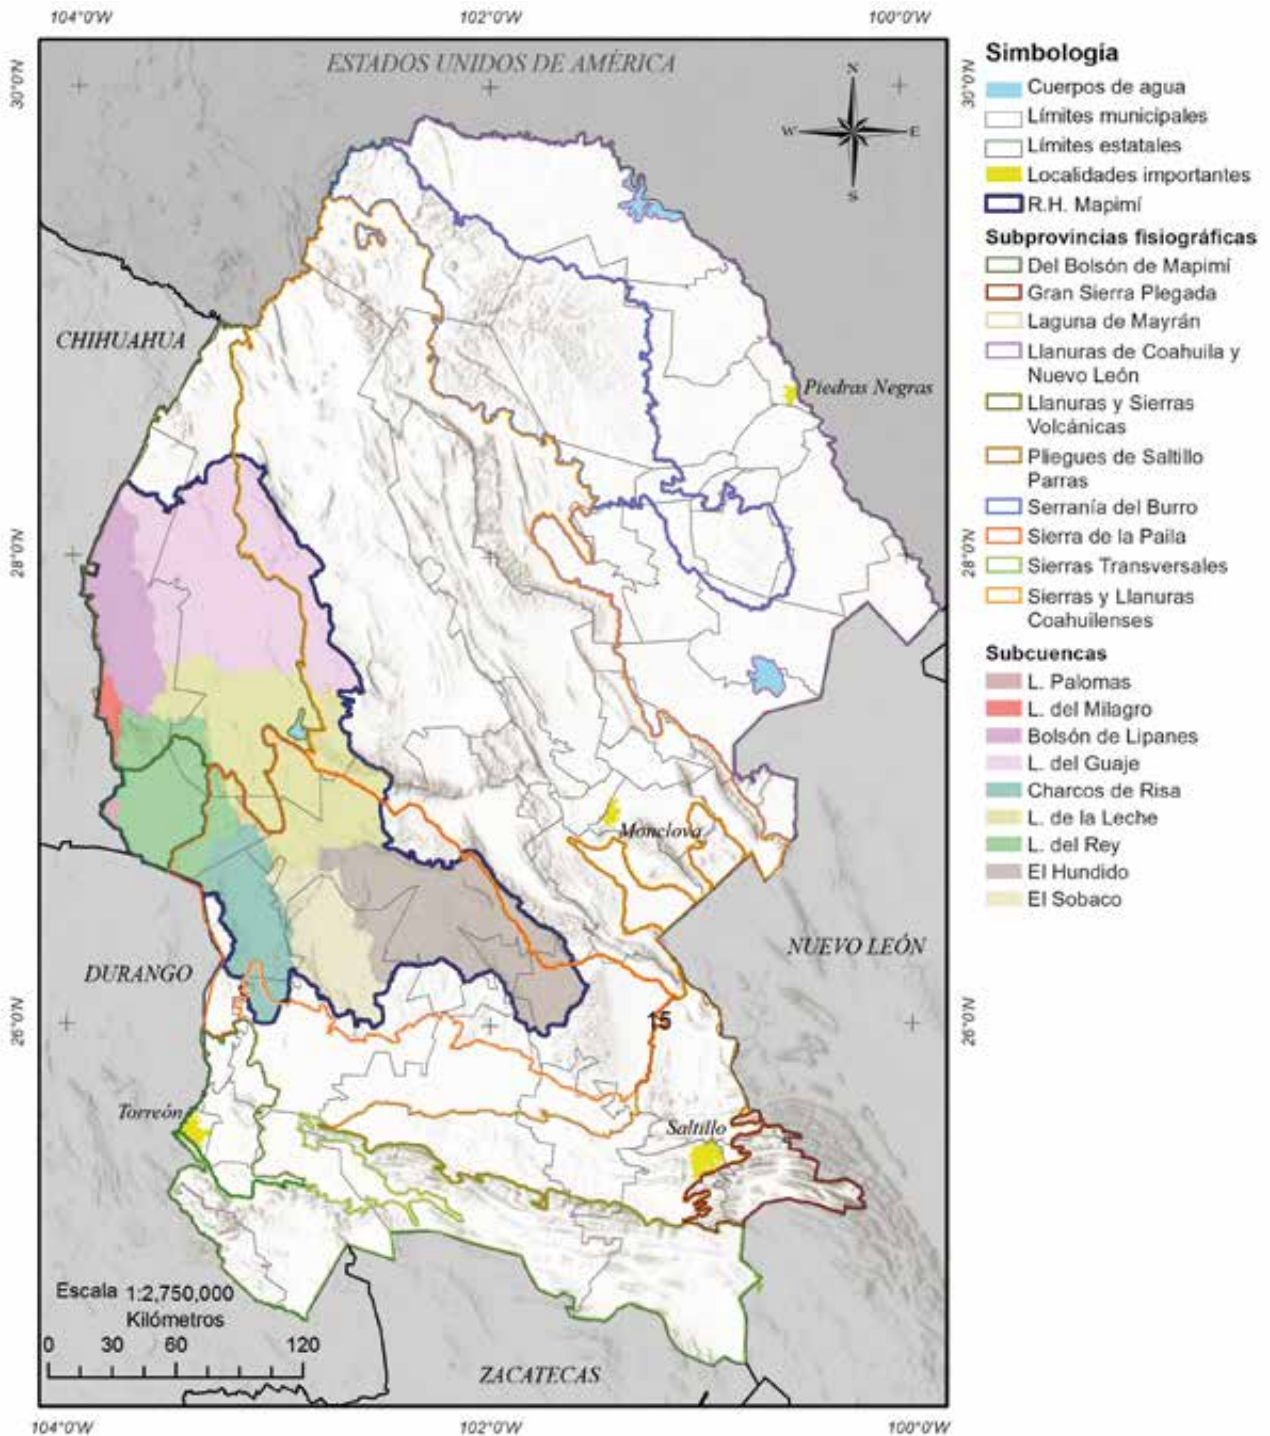 104°0'W 102°0'W 100°0'W
30°0'N
30°0'N
ESTADOS UNIDOS DE AMÉRICA
N
W E
S
CHIHUAHUA
Piedras Negras
28°0'N
28°0'N
Monclova
DURANGO
NUEVO LEÓN
26°0'N
26°0'N
15
Torreón
Saltillo
Escala 1:2,750,000
Kilómetros
0 30 60 120
ZACATECAS
104°0'W 102°0'W 100°0'W
Simbología
Cuerpos de agua
Límites municipales
Límites estatales
Localidades importantes
R.H. Mapimí
Subprovincias fisiográficas
Del Bolsón de Mapimí
Gran Sierra Plegada
Laguna de Mayrán
Llanuras de Coahuila y
Nuevo León
Llanuras y Sierras
Volcánicas
Pliegues de Saltillo
Parras
Serranía del Burro
Sierra de la Paila
Sierras Transversales
Sierras y Llanuras
Coahuilenses
Subcuencas
L. Palomas
L. del Milagro
Bolsón de Lipanes
L. del Guaje
Charcos de Risa
L. de la Leche
L. del Rey
El Hundido
El Sobaco